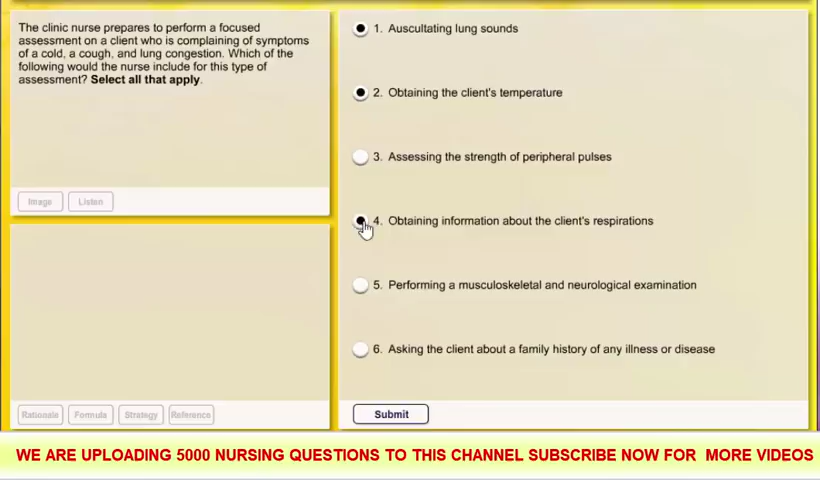 The clinic nurse prepares to perform a focused
assessment on a client who is complaining of symptoms
of a cold, a cough, and lung congestion. Which of the
following would the nurse include for this type of
assessment? Select all that apply.
Image
Listen
1. Auscultating lung sounds
2. Obtaining the client's temperature
3. Assessing the strength of peripheral pulses
4. Obtaining information about the client's respirations
5. Performing a musculoskeletal and neurological examination
6. Asking the client about a family history of any illness or disease
Rationale
Formula
Strategy
Reference
Submit
WE ARE UPLOADING 5000 NURSING QUESTIONS TO THIS CHANNEL SUBSCRIBE NOW FOR MORE VIDEOS